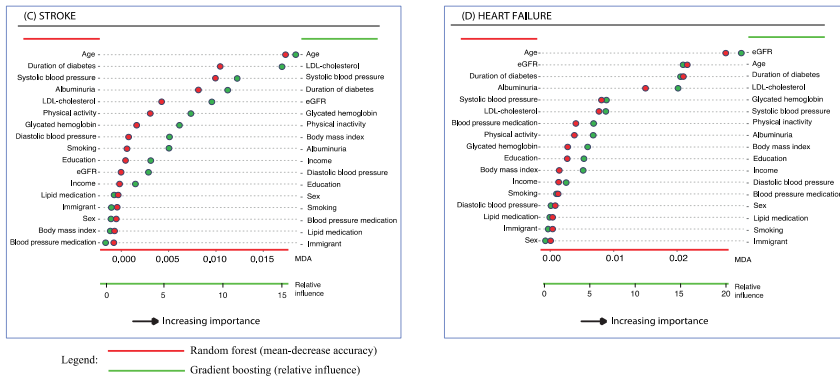 (C) STROKE
Age Age
Duration of diabetes LDL-cholesterol
Systolic blood pressure Systolic blood pressure
Albuminuria Duration of diabetes
LDL-cholesterol eGFR
Physical activity Glycated hemoglobin
Glycated hemoglobin Physical inactivity
Diastolic blood pressure Body mass index
Smoking Albuminuria
Education Income
eGFR Diastolic blood pressure
Income Education
Lipid medication Sex
Immigrant Smoking
Sex Blood pressure medication
Body mass index Lipid medication
Blood pressure medication Immigrant
0.000 0.005 0.010 0.015 MDA
0 5 10 15 Relative
influence
Increasing importance
(D) HEART FAILURE
Age eGFR
eGFR Age
Duration of diabetes Duration of diabetes
Albuminuria LDL-cholesterol
Systolic blood pressure Glycated hemoglobin
LDL-cholesterol Systolic blood pressure
Blood pressure medication Physical inactivity
Physical activity Albuminuria
Glycated hemoglobin Body mass index
Education Education
Body mass index Income
Income Diastolic blood pressure
Smoking Blood pressure medication
Diastolic blood pressure Sex
Lipid medication Lipid medication
Immigrant Smoking
Sex Immigrant
0.00 0.01 0.02 MDA
0 5 10 15 20 Relative
influence
Increasing importance
Legend:
Random forest (mean-decrease accuracy)
Gradient boosting (relative influence)